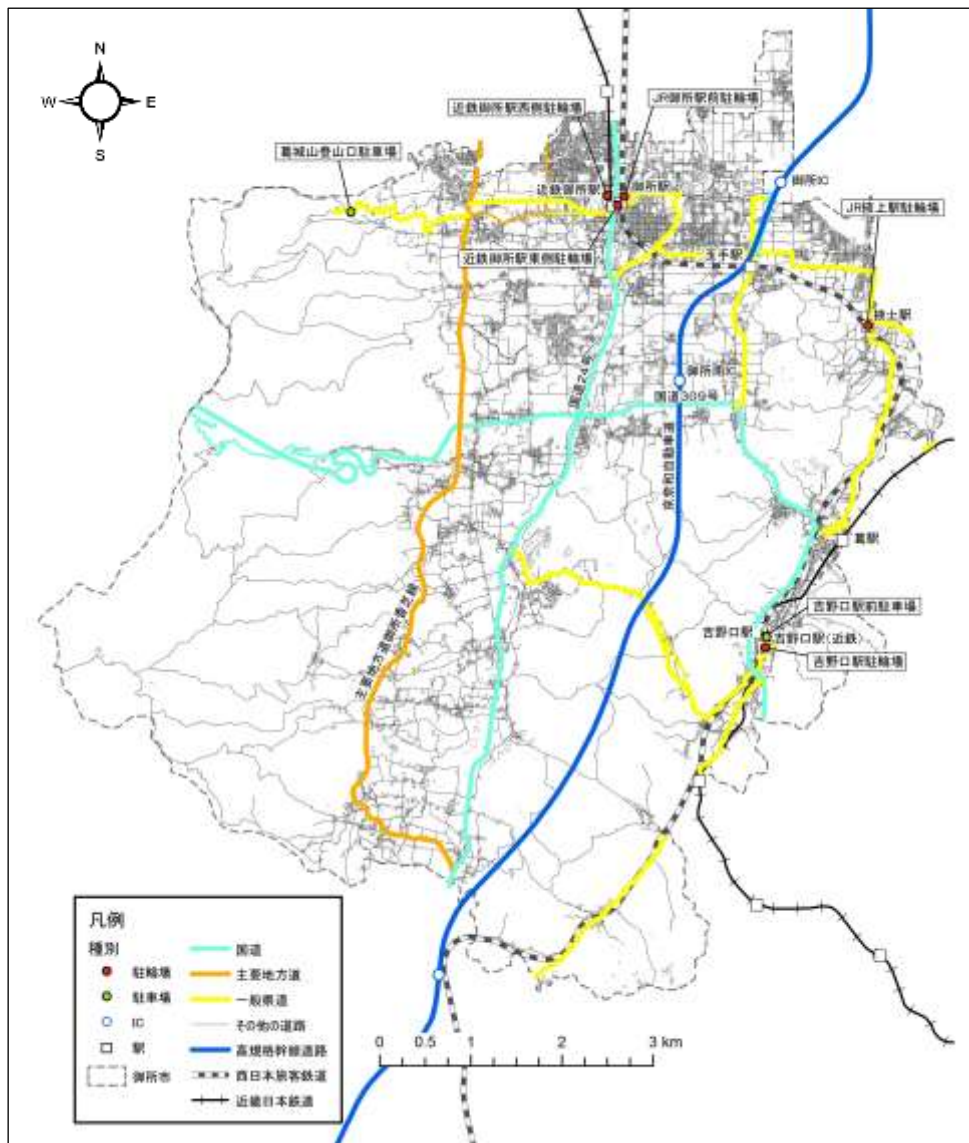 N
W E
S
近鉄御所駅西側駐輪場
JR御所駅前駐輪場
葛城山登山口駐車場
近鉄御所駅
御所駅
御所IC
JR掖上駅駐輪場
近鉄御所駅東側駐輪場
玉手駅
掖上駅
国道24号
御所南IC
国道309号
京奈和自動車道
葛駅
吉野口駅前駐車場
吉野口駅
吉野口駅(近鉄)
吉野口駅駐輪場
主要地方道御所香芝線
凡例
種別
駐輪場
駐車場
IC
駅
御所市
国道
主要地方道
一般県道
その他の道路
高規格幹線道路
西日本旅客鉄道
近畿日本鉄道
0 0.5 1 2 3 km